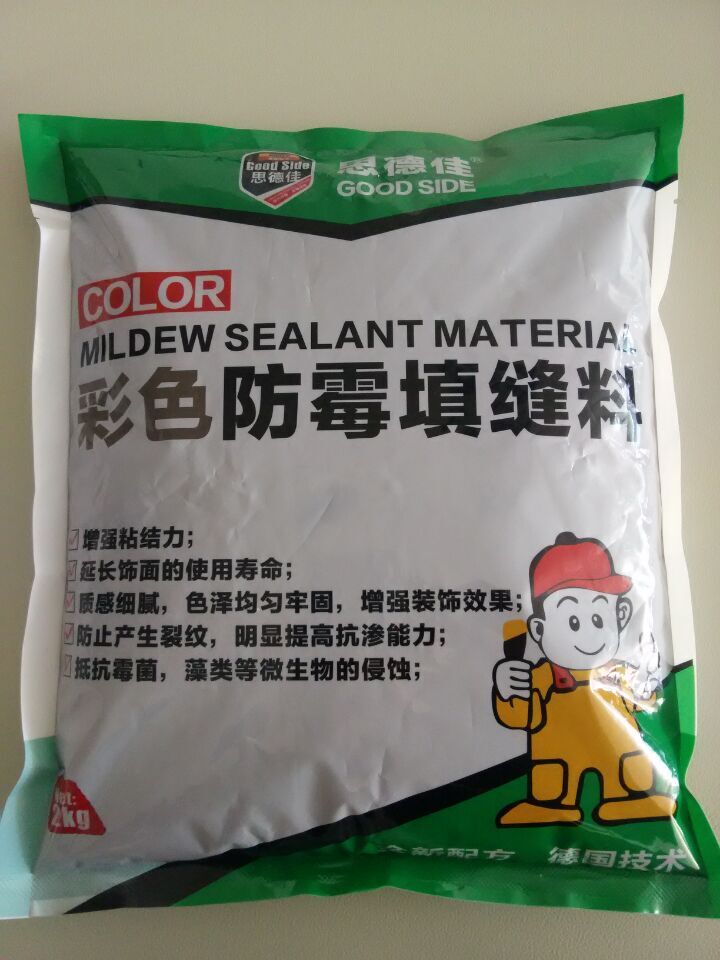 Good Side
思德佳
思德佳®
GOOD SIDE
COLOR
MILDEW SEALANT MATERIAL
彩色防霉填缝料
增强粘结力;
延长饰面的使用寿命;
质感细腻，色泽均匀牢固，增强装饰效果;
防止产生裂纹，明显提高抗渗能力;
抵抗霉菌，藻类等微生物的侵蚀;
Net:
2kg
全新配方 德国技术